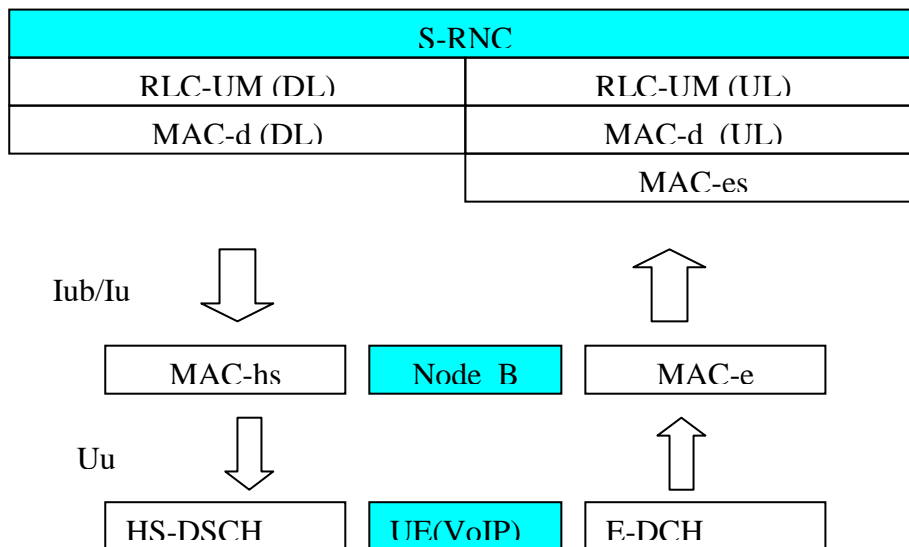 S-RNC
RLC-UM (DL) RLC-UM (UL)
MAC-d (DL) MAC-d (UL)
MAC-es
Iub/Iu
MAC-hs Node B MAC-e
Uu
HS-DSCH UE(VoIP) E-DCH